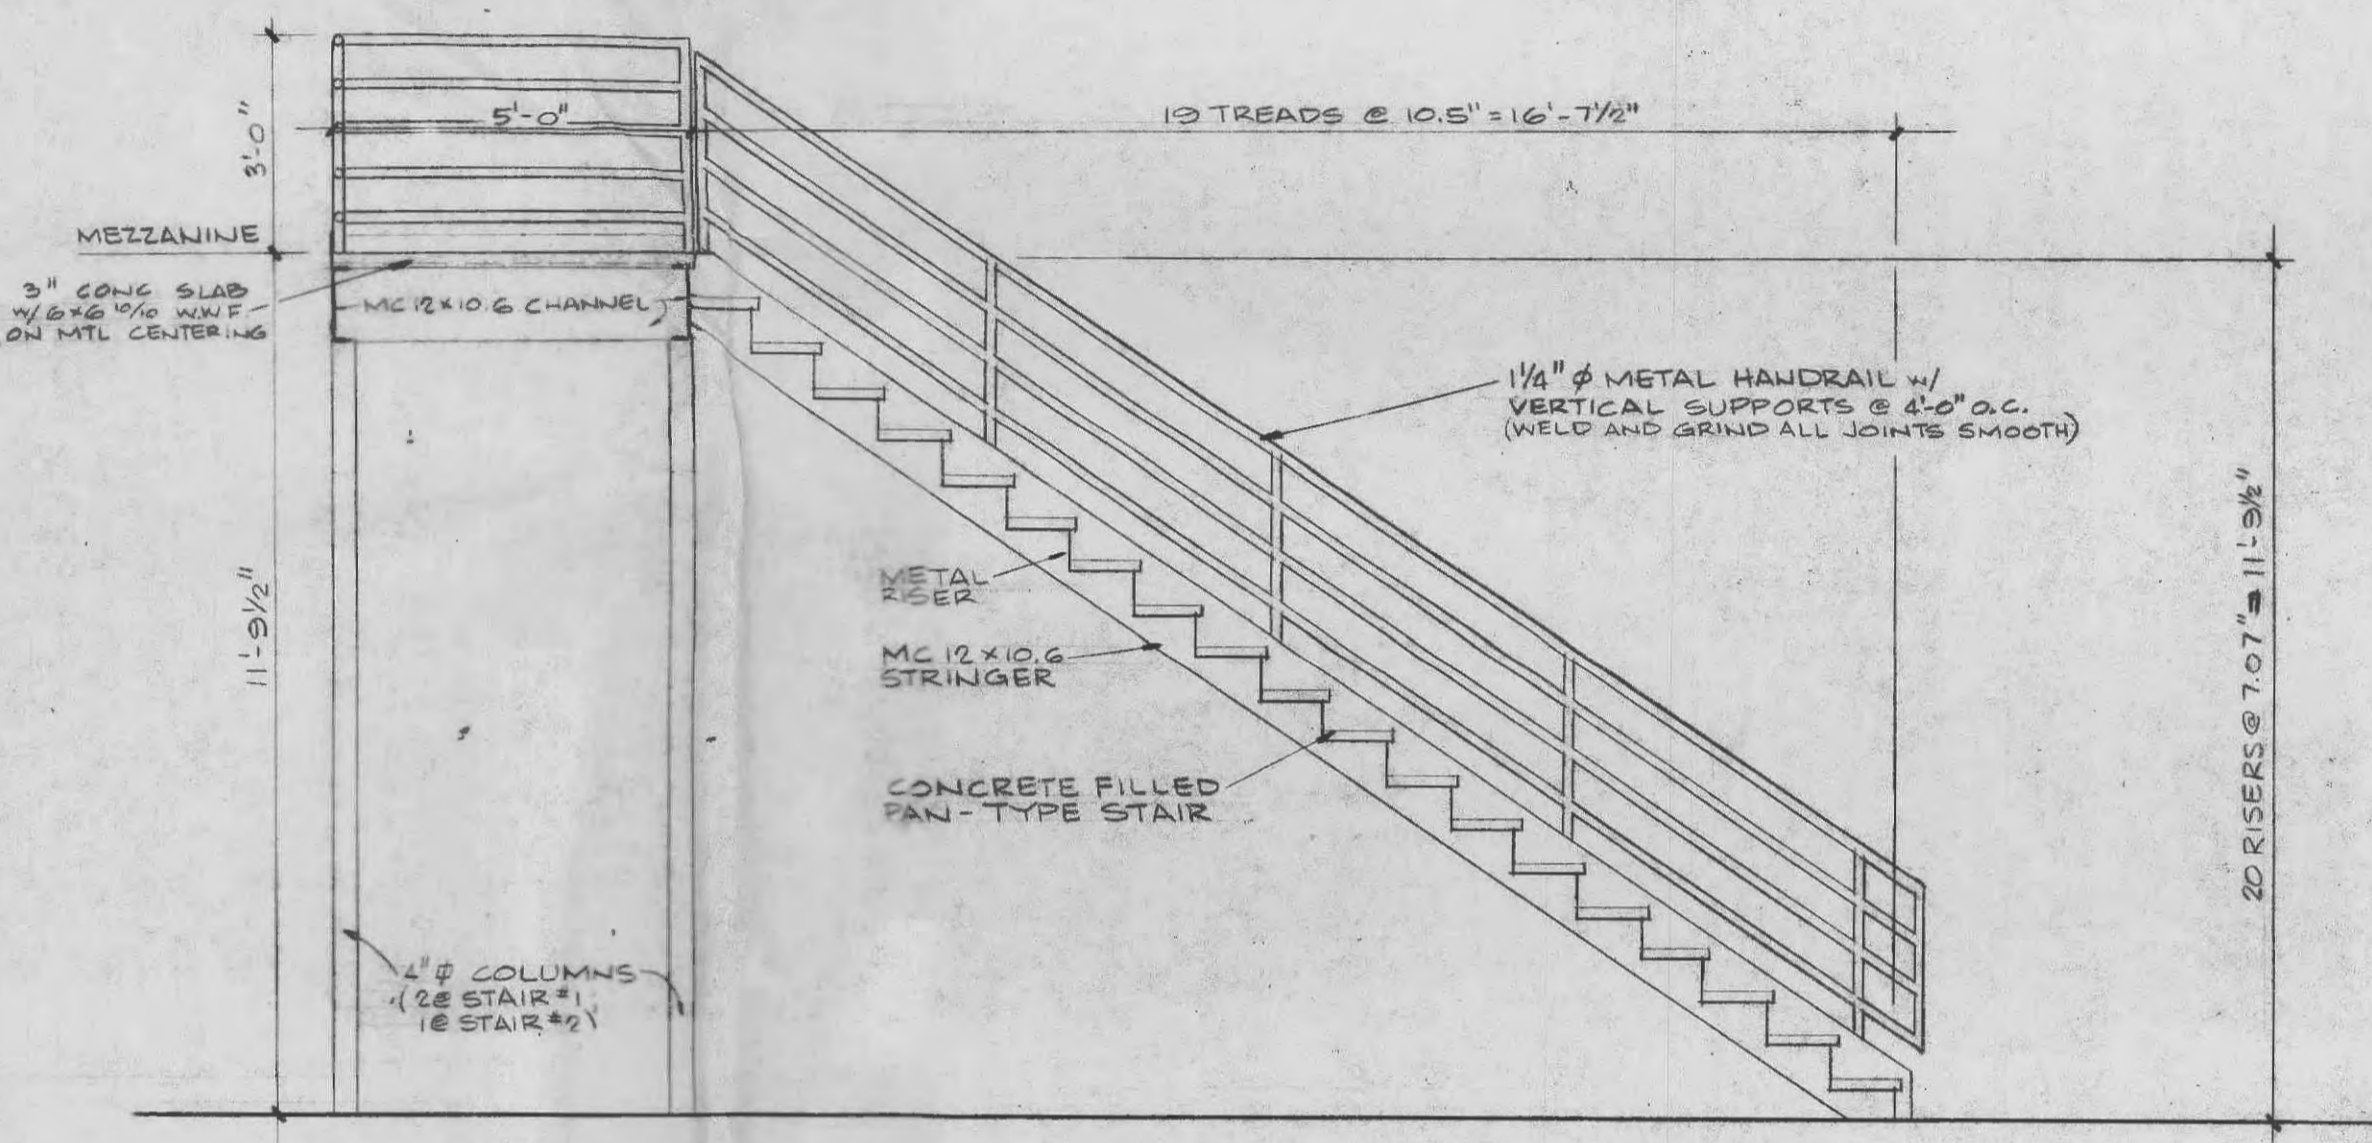 3'-0"
5'-0"
19 TREADS @ 10.5" = 16'-7 1/2"
MEZZANINE
3" CONC SLAB
W/ 6x6 10/10 W.W.F
ON MTL CENTERING
MC 12 x 10.6 CHANNEL
1 1/4" Ø METAL HANDRAIL W/
VERTICAL SUPPORTS @ 4'-0" O.C.
(WELD AND GRIND ALL JOINTS SMOOTH)
11'-9 1/2"
METAL
RISER
MC 12 x 10.6
STRINGER
CONCRETE FILLED
PAN-TYPE STAIR
20 RISERS @ 7.07" = 11'-9 1/2"
4" Ø COLUMNS
(2@ STAIR #1
1@ STAIR #2)